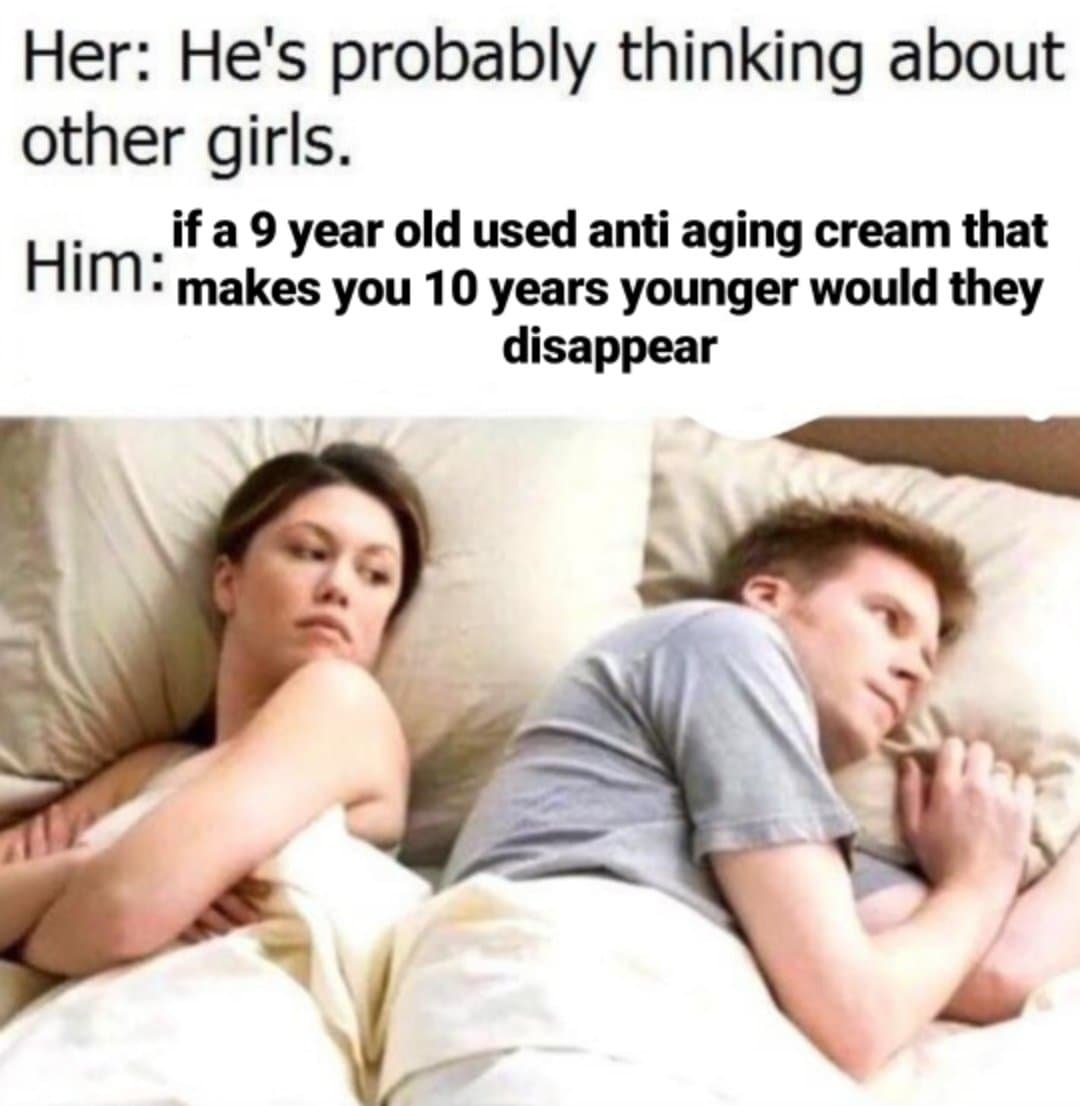 Her: He's probably thinking about
other girls.
if a 9 year old used anti aging cream that
Him: makes you 10 years younger would they
disappear